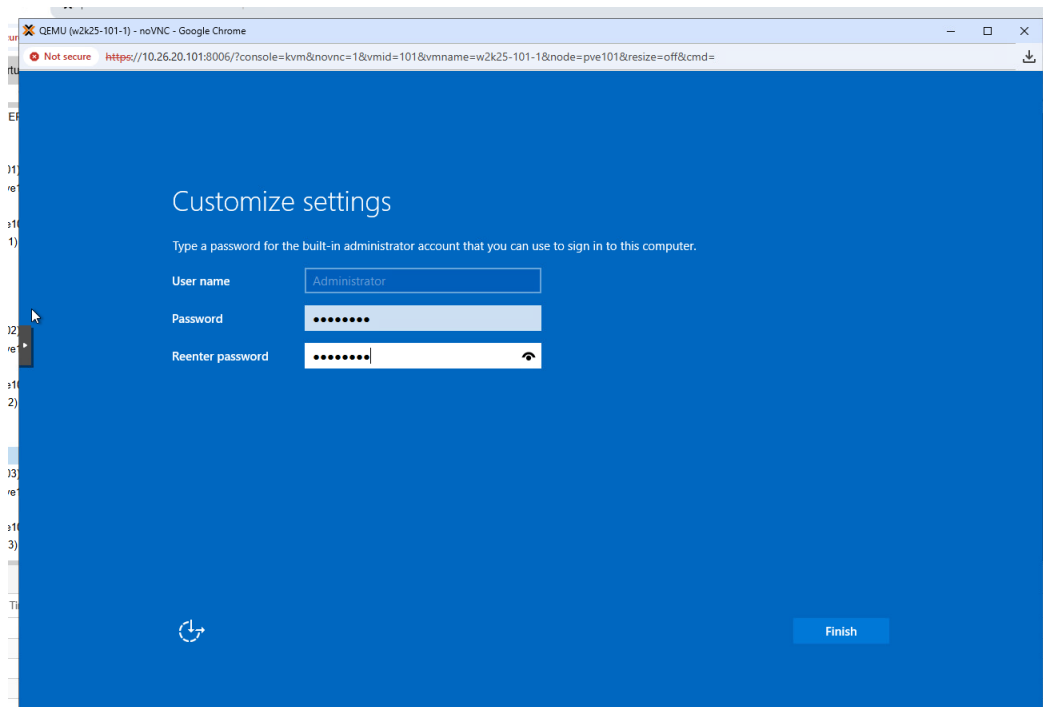 QEMU (w2k25-101-1) - noVNC - Google Chrome
Not secure https://10.26.20.101:8006/?console=kvm&novnc=1&vmid=101&vmname=w2k25-101-1&node=pve101&resize=off&cmd=
Customize settings
Type a password for the built-in administrator account that you can use to sign in to this computer.
User name Administrator
Password ••••••••
Reenter password ••••••••
Finish